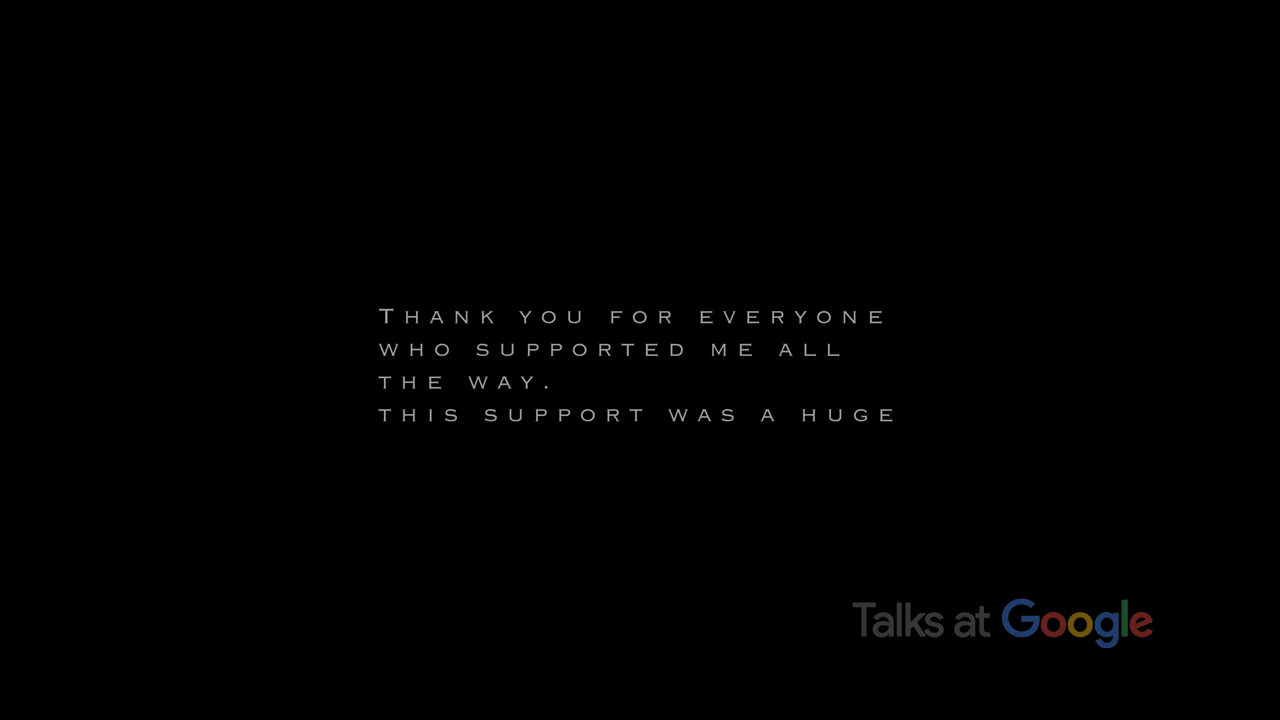 Thank you for everyone
who supported me all
the way.
this support was a huge
Talks at Google